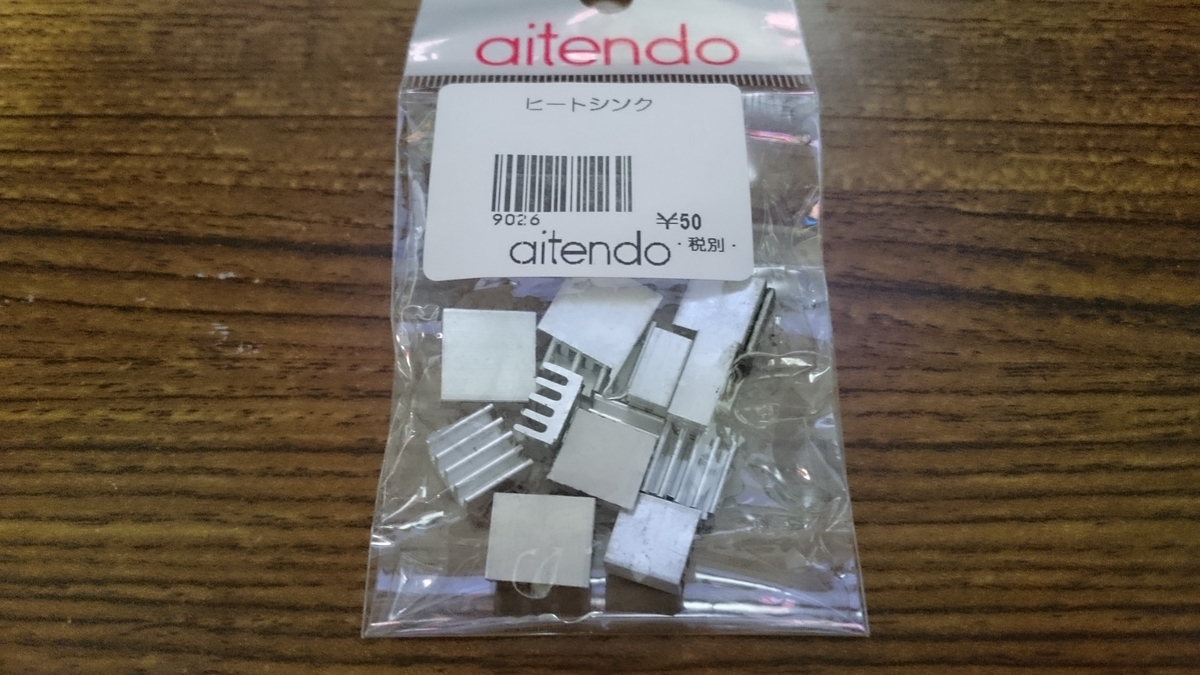 aitendo
ヒートシンク
9026
¥50
aitendo
- 税別 -